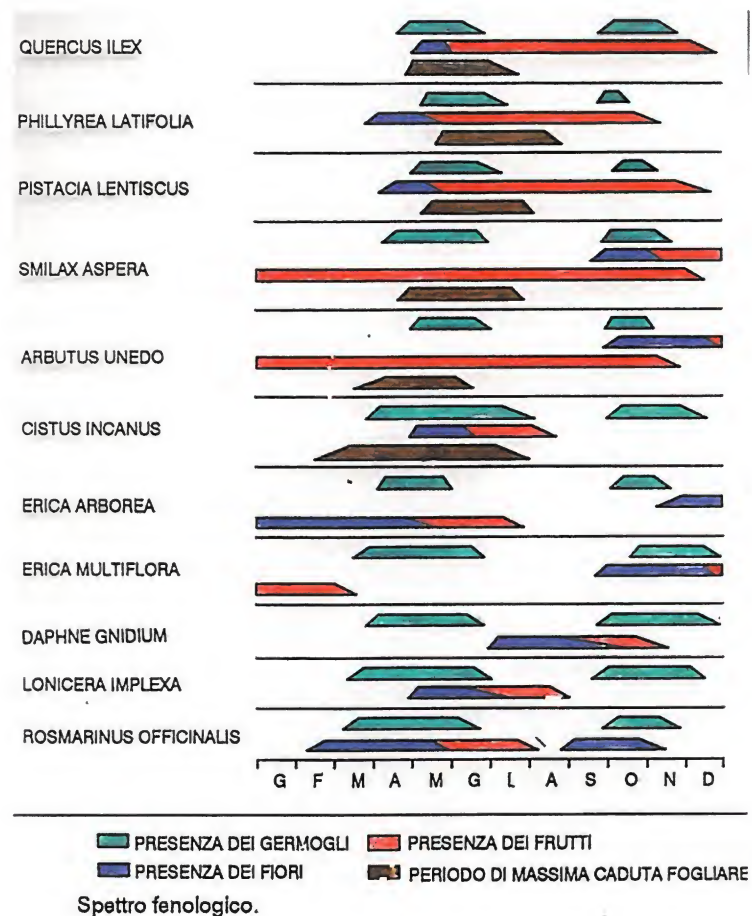 QUERCUS ILEX
PHILLYREA LATIFOLIA
PISTACIA LENTISCUS
SMILAX ASPERA
ARBUTUS UNEDO
CISTUS INCANUS
ERICA ARBOREA
ERICA MULTIFLORA
DAPHNE GNIDIUM
LONICERA IMPLEXA
ROSMARINUS OFFICINALIS
G F M A M G L A S O N D
PRESENZA DEI GERMOGLI PRESENZA DEI FRUTTI
PRESENZA DEI FIORI PERIODO DI MASSIMA CADUTA FOGLIARE
Spettro fenologico.